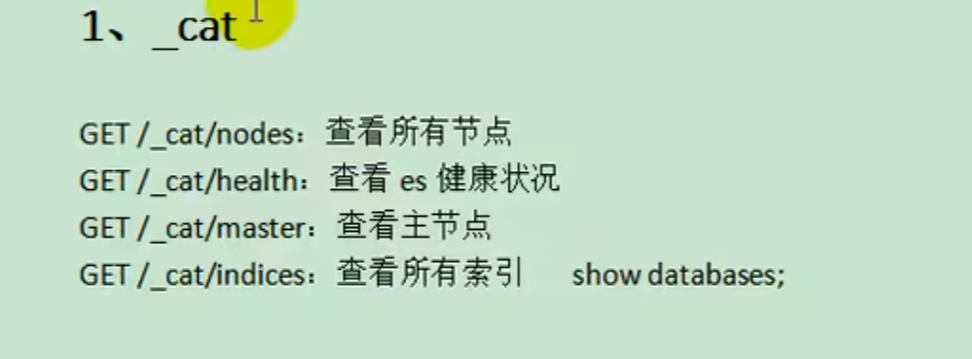 1、_cat
GET /_cat/nodes：查看所有节点
GET /_cat/health：查看 es 健康状况
GET /_cat/master：查看主节点
GET /_cat/indices：查看所有索引 show databases;